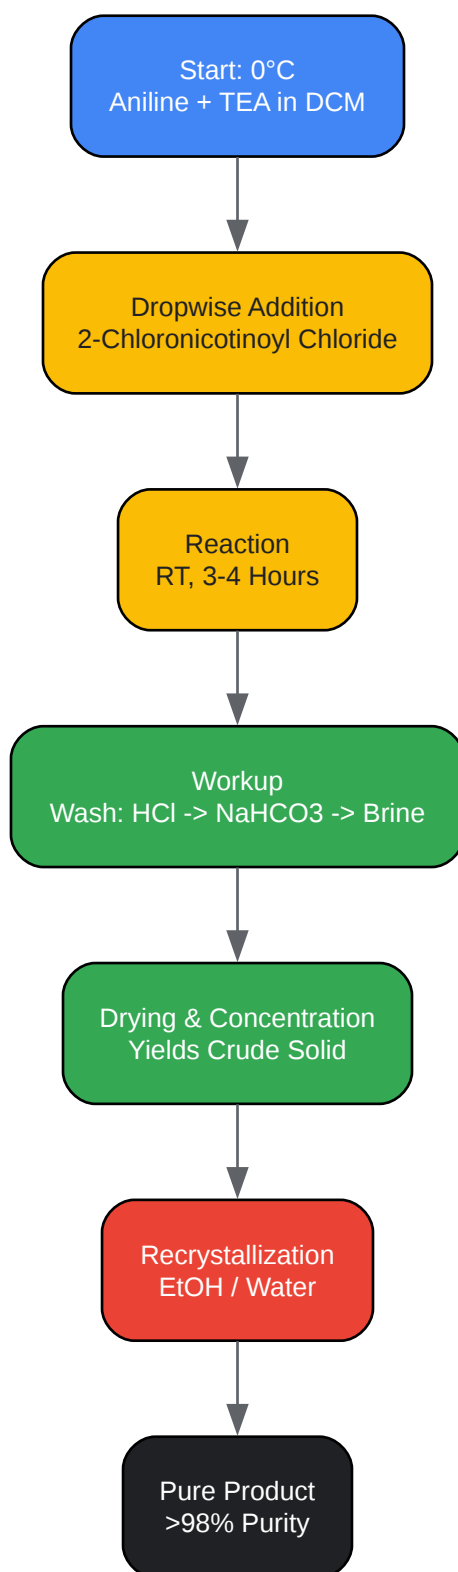 Start: 0°C
Aniline + TEA in DCM
Dropwise Addition
2-Chloronicotinoyl Chloride
Reaction
RT, 3-4 Hours
Workup
Wash: HCl -> NaHCO3 -> Brine
Drying & Concentration
Yields Crude Solid
Recrystallization
EtOH / Water
Pure Product
>98% Purity